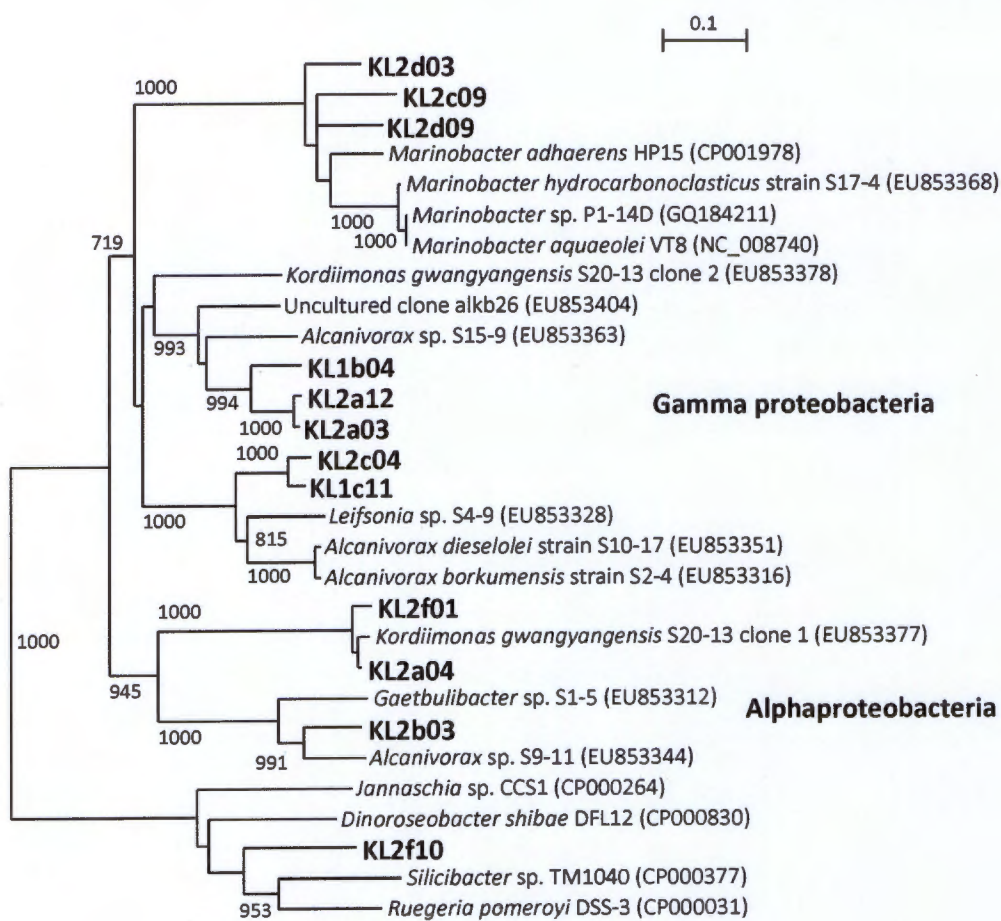 0.1
KL2d03
1000
KL2c09
KL2d09
Marinobacter adhaerens HP15 (CP001978)
Marinobacter hydrocarbonoclasticus strain S17-4 (EU853368)
1000
Marinobacter sp. P1-14D (GQ184211)
1000
Marinobacter aquaeolei VT8 (NC_008740)
719
Kordiimonas gwangyangensis S20-13 clone 2 (EU853378)
Uncultured clone alkb26 (EU853404)
Alcanivorax sp. S15-9 (EU853363)
993
KL1b04
994
KL2a12
Gamma proteobacteria
1000
KL2a03
1000
KL2c04
KL1c11
1000
Leifsonia sp. S4-9 (EU853328)
815
Alcanivorax dieselolei strain S10-17 (EU853351)
1000
Alcanivorax borkumensis strain S2-4 (EU853316)
1000
KL2f01
1000
Kordiimonas gwangyangensis S20-13 clone 1 (EU853377)
KL2a04
945
Gaetbulibacter sp. S1-5 (EU853312)
Alphaproteobacteria
KL2b03
1000
991
Alcanivorax sp. S9-11 (EU853344)
Jannaschia sp. CCS1 (CP000264)
Dinoroseobacter shibae DFL12 (CP000830)
KL2f10
Silicibacter sp. TM1040 (CP000377)
953
Ruegeria pomeroyi DSS-3 (CP000031)